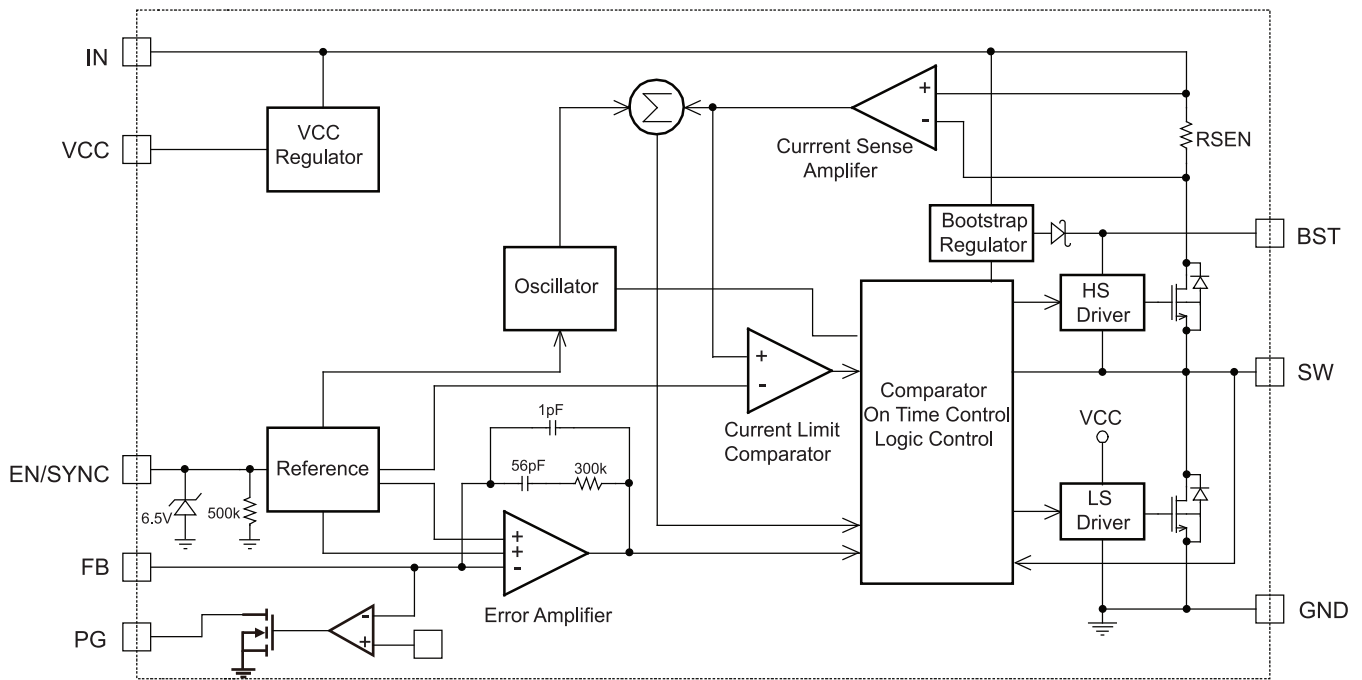 IN
VCC
VCC
Regulator
Σ
+
-
Currrent Sense
Amplifer
RSEN
Bootstrap
Regulator
BST
Oscillator
HS
Driver
+
-
Current Limit
Comparator
Comparator
On Time Control
Logic Control
SW
VCC
1pF
56pF
300k
EN/SYNC
Reference
6.5V
500k
LS
Driver
+
+
-
Error Amplifier
FB
PG
-
+
GND